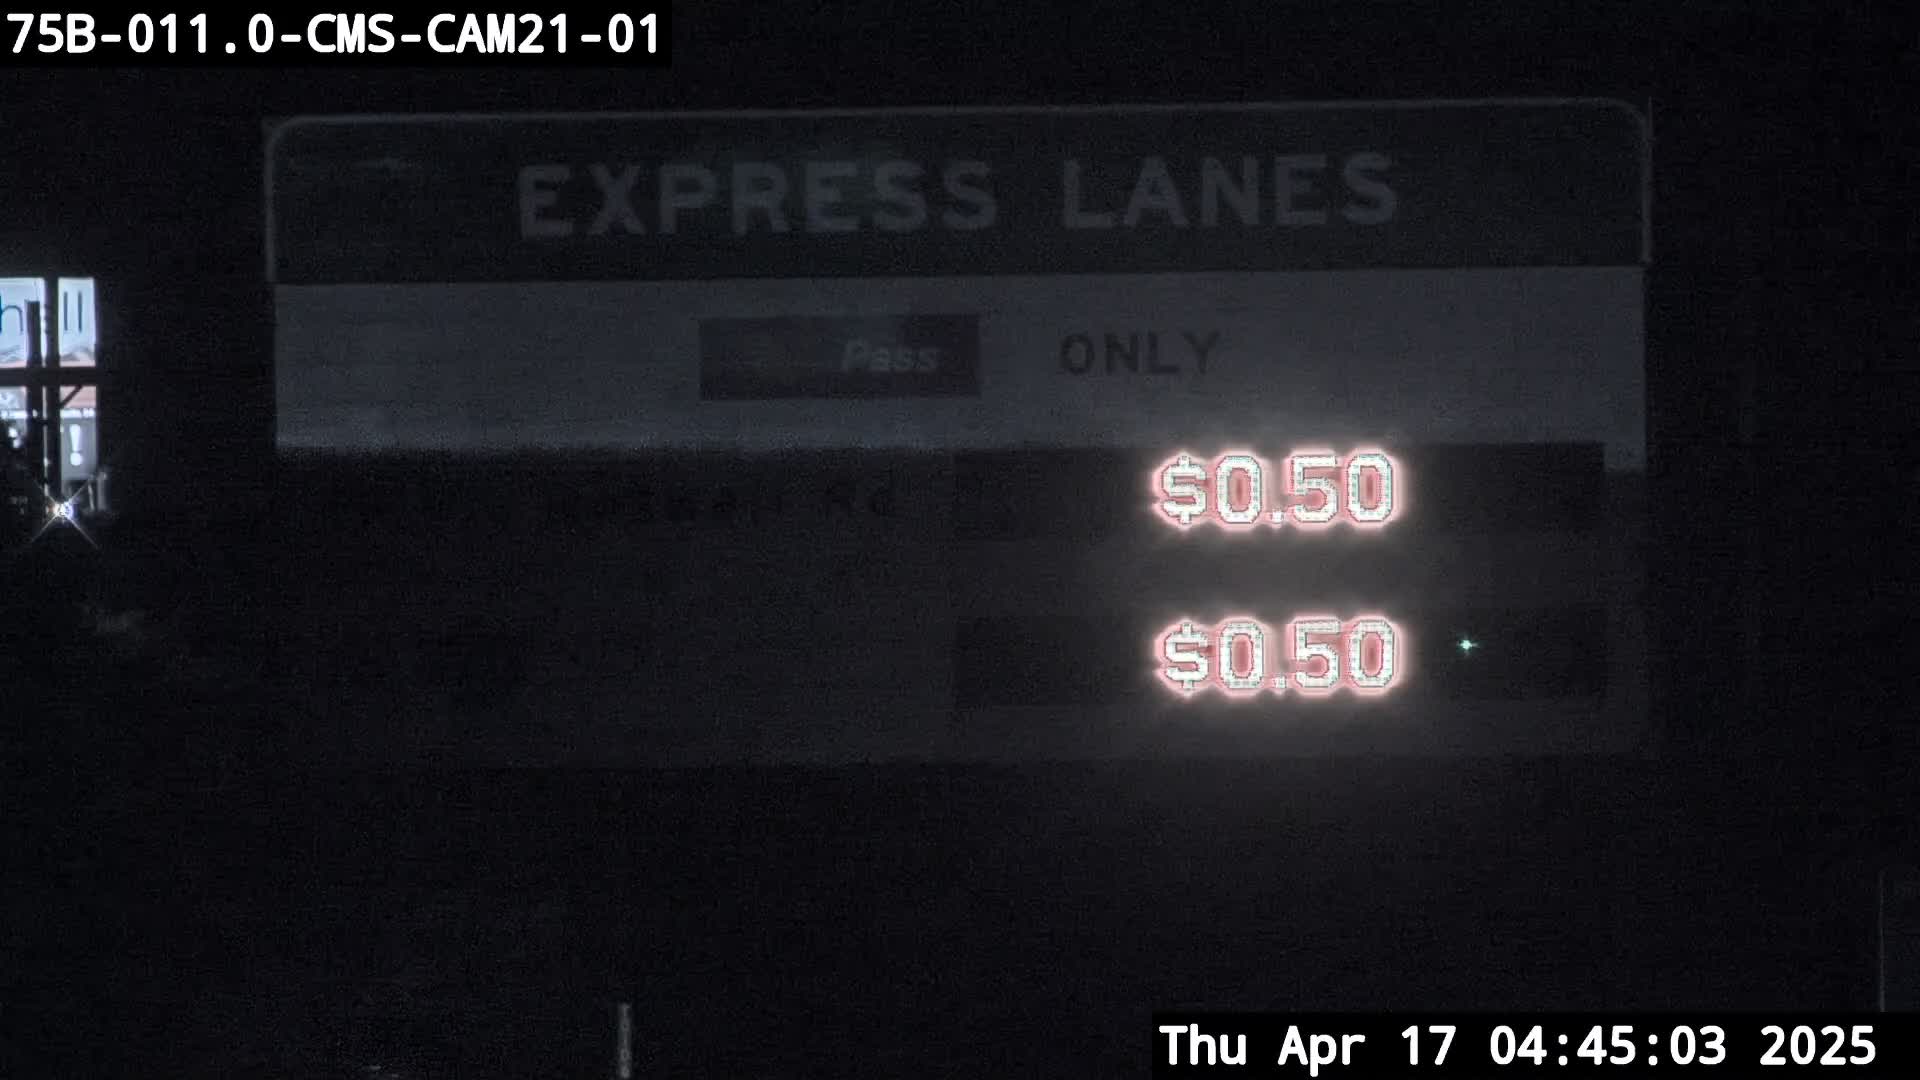 75B-011.0-CMS-CAM21-01
EXPRESS LANES
Pass ONLY
$0.50
$0.50
Thu Apr 17 04:45:03 2025